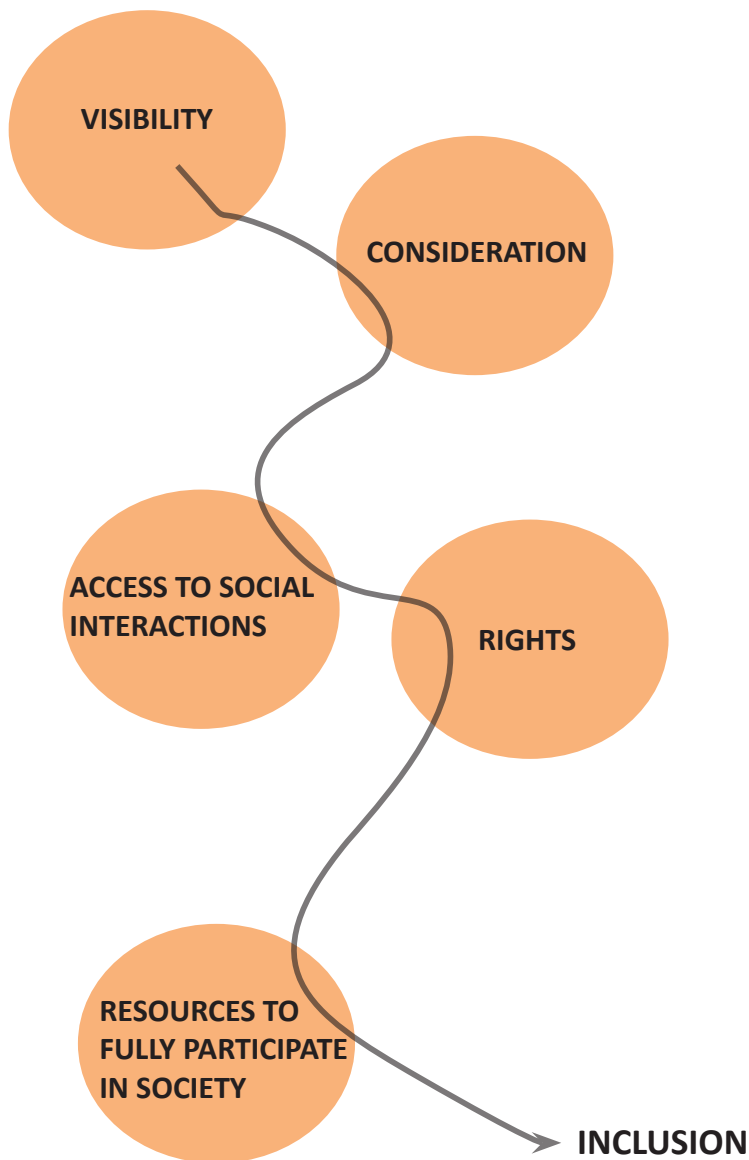 VISIBILITY
CONSIDERATION
ACCESS TO SOCIAL
INTERACTIONS
RIGHTS
RESOURCES TO
FULLY PARTICIPATE
IN SOCIETY
INCLUSION